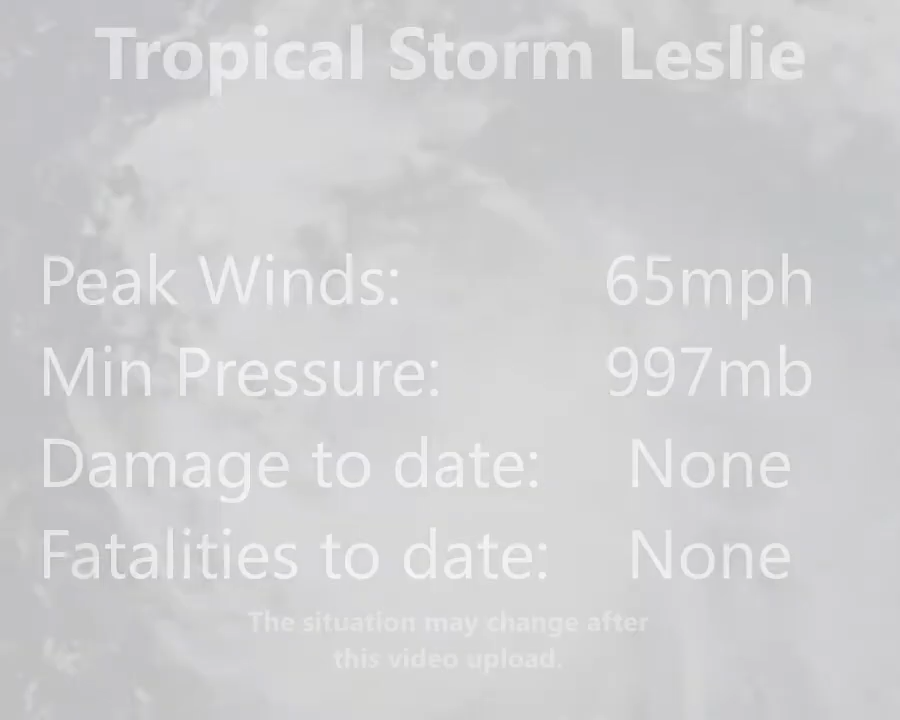 Tropical Storm Leslie
Peak Winds: 65mph
Min Pressure: 997mb
Damage to date: None
Fatalities to date: None
The situation may change after
this video upload.